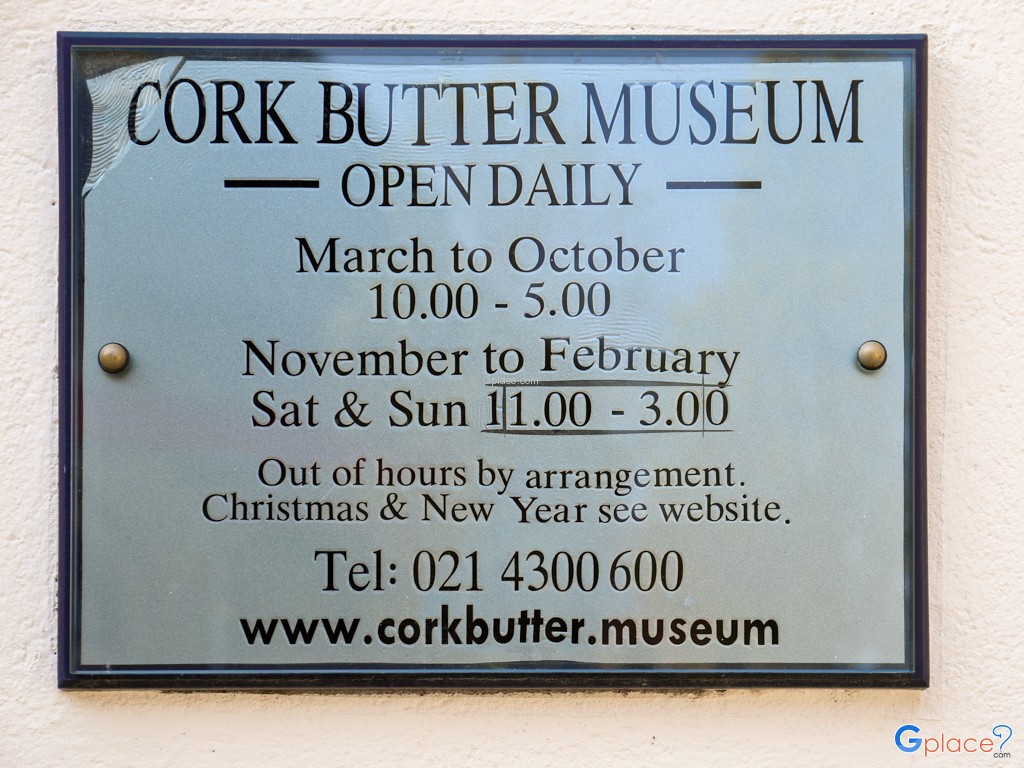 CORK BUTTER MUSEUM
OPEN DAILY
March to October
10.00 - 5.00
November to February
Sat & Sun 11.00 - 3.00
Out of hours by arrangement.
Christmas & New Year see website.
Tel: 021 4300 600
www.corkbutter.museum
Gplace
.com